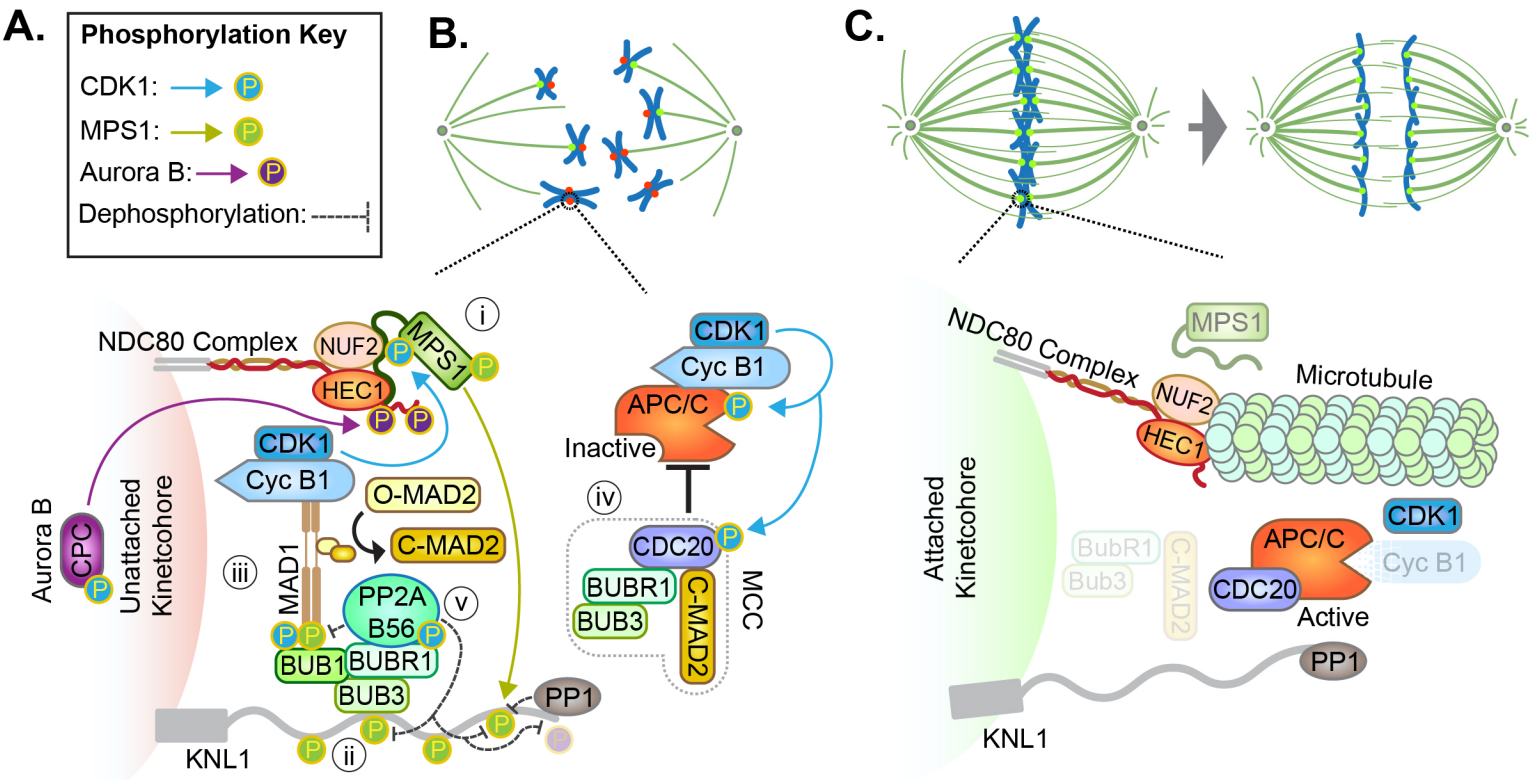 A.
Phosphorylation Key
CDK1: P
MPS1: P
Aurora B: P
Dephosphorylation:
B.
C.
i
NDC80 Complex
NUF2
P
MPS1
P
HEC1
P P
CDK1
Cyc B1
Aurora B
CPC
P
Unattached
Kinetcohore
iii
MAD1
O-MAD2
C-MAD2
PP2A
B56
v
P
P P
BUB1
BUBR1
BUB3
P
P
ii
P
P
P
PP1
KNL1
CDK1
Cyc B1
APC/C
P
Inactive
iv
CDC20
P
BUBR1
BUB3
C-MAD2
MCC
NDC80 Complex
MPS1
NUF2
HEC1
Microtubule
Attached
Kinetcohore
BubR1
Bub3
C-MAD2
CDK1
APC/C
Cyc B1
CDC20
Active
PP1
KNL1